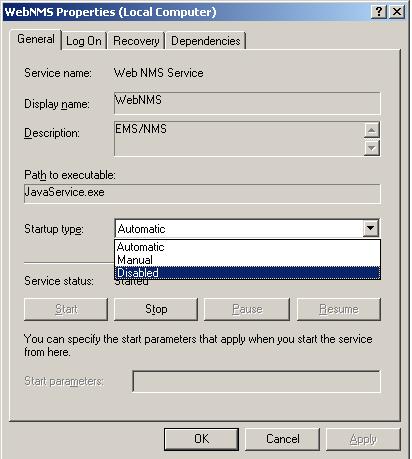 WebNMS Properties (Local Computer)
General Log On Recovery Dependencies
Service name: Web NMS Service
Display name: WebNMS
Description: EMS/NMS
Path to executable:
JavaService.exe
Startup type: Automatic
Automatic
Manual
Disabled
Service status: Started
Start Stop Pause Resume
You can specify the start parameters that apply when you start the service
from here.
Start parameters:
OK Cancel Apply